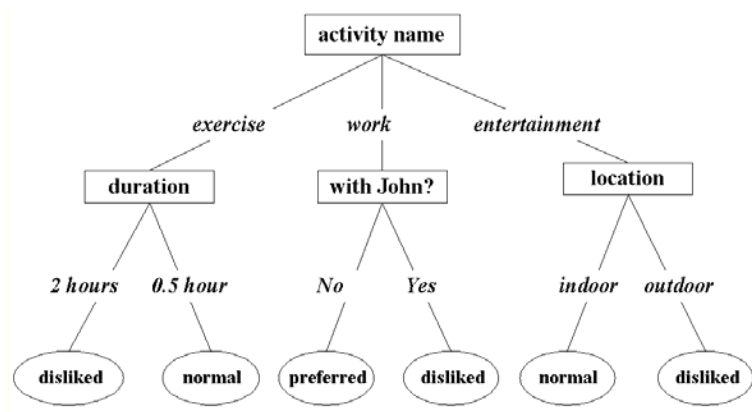 activity name
exercise work entertainment
duration with John? location
2 hours 0.5 hour No Yes indoor outdoor
disliked normal preferred disliked normal disliked